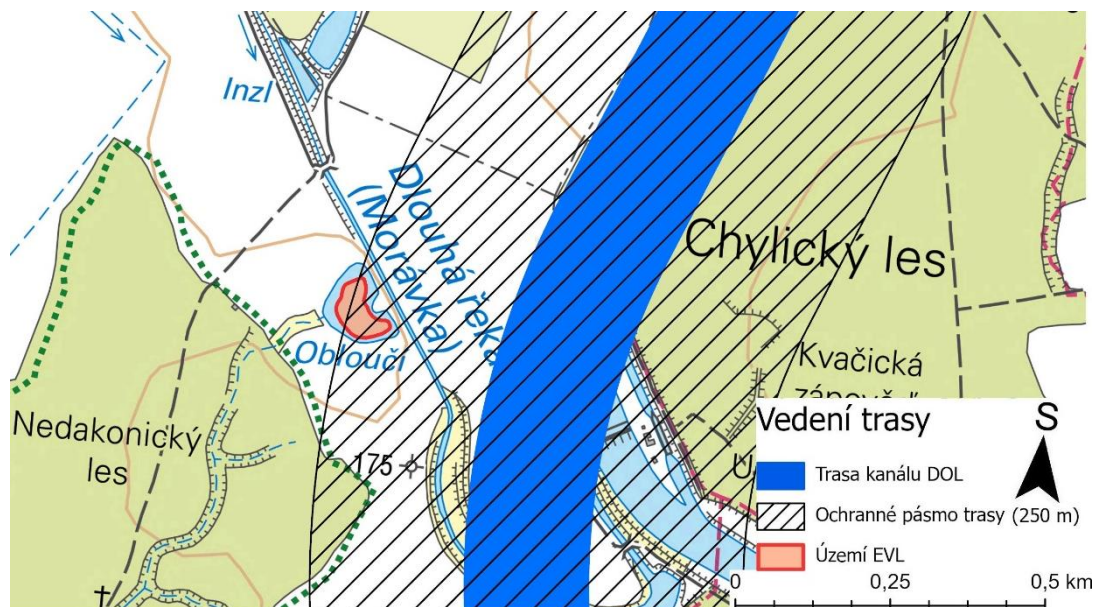 Inzl
Dlouhá řeka
(Morávka)
Chylický les
Obloučí
Kvačická
Nedakonický
les
175
Vedení trasy
S
Trasa kanálu DOL
Ochranné pásmo trasy (250 m)
Území EVL
0
0,25
0,5 km